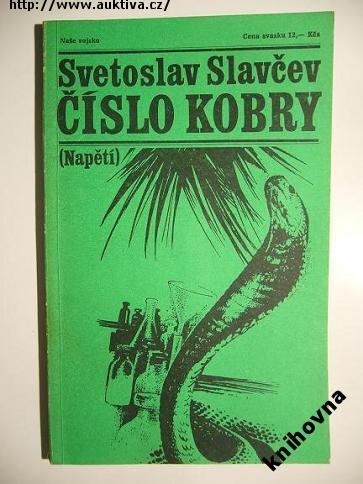 http://www.auktiva.cz/
Naše vojsko
Cena svazku 12,— Kčs
Svetoslav Slavčev
ČÍSLO KOBRY
(Napětí)
knihovna